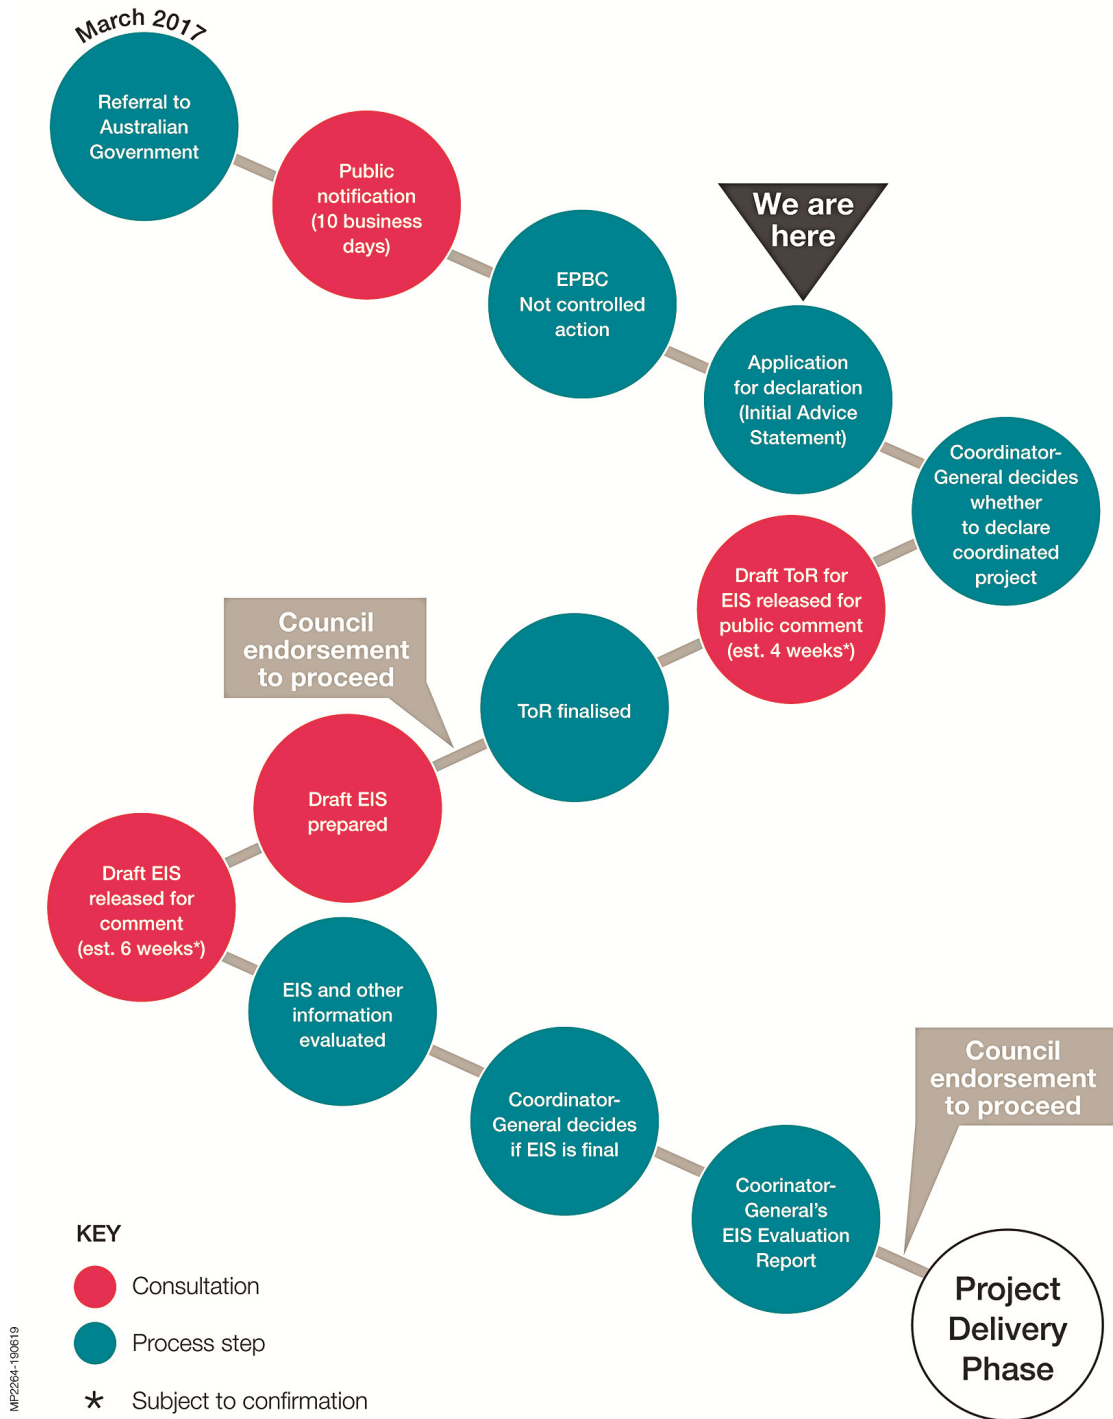 March 2017
Referral to
Australian
Government
Public
notification
(10 business
days)
EPBC
Not controlled
action
We are
here
Application
for declaration
(Initial Advice
Statement)
Coordinator-
General decides
whether
to declare
coordinated
project
Draft ToR for
EIS released for
public comment
(est. 4 weeks*)
ToR finalised
Council
endorsement
to proceed
Draft EIS
prepared
Draft EIS
released for
comment
(est. 6 weeks*)
EIS and other
information
evaluated
Coordinator-
General decides
if EIS is final
Coorinator-
General's
EIS Evaluation
Report
Council
endorsement
to proceed
Project
Delivery
Phase
KEY
Consultation
Process step
* Subject to confirmation
MP2264-190619